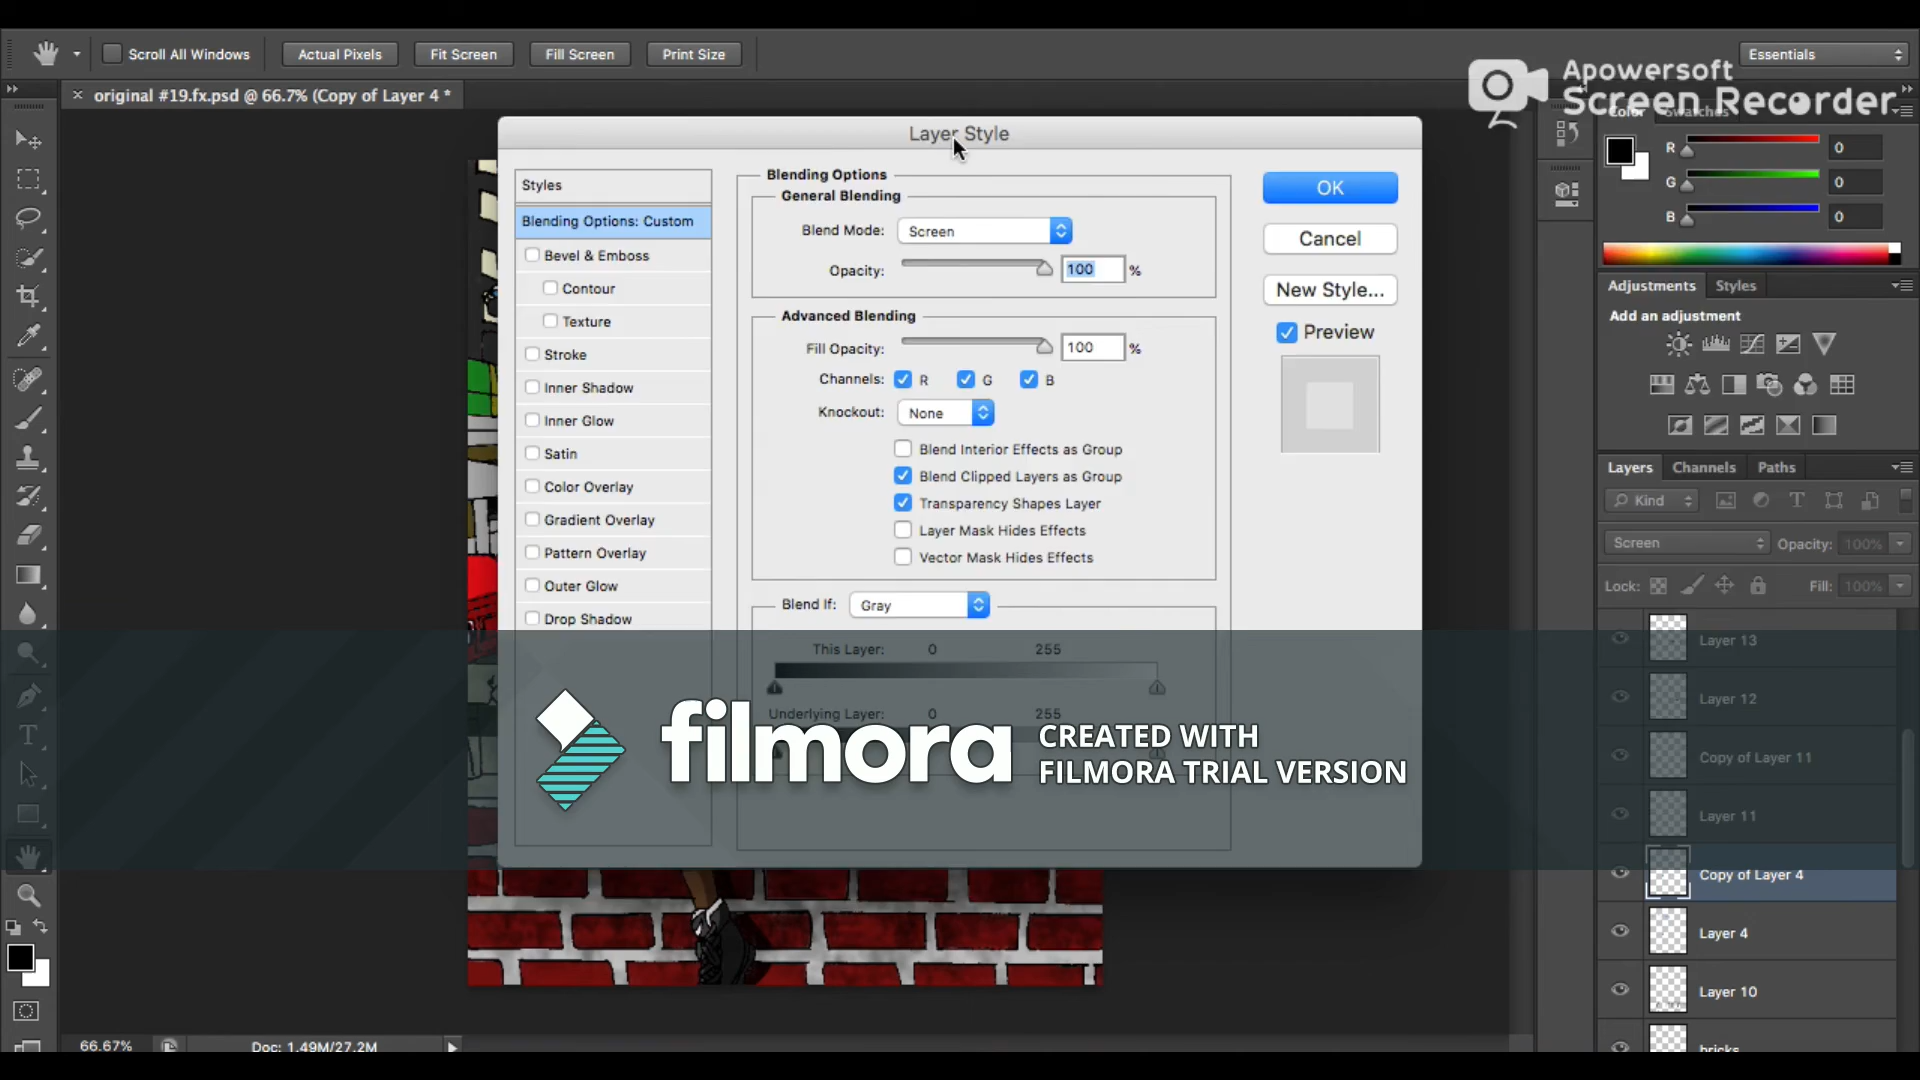 Scroll All Windows
Actual Pixels
Fit Screen
Fill Screen
Print Size
Essentials
Apowersoft
Screen Recorder
× original #19.fx.psd @ 66.7% (Copy of Layer 4 *
Color
Swatches
Layer Style
Styles
Blending Options: Custom
Bevel & Emboss
Contour
Texture
Stroke
Inner Shadow
Inner Glow
Satin
Color Overlay
Gradient Overlay
Pattern Overlay
Outer Glow
Drop Shadow
Blending Options
General Blending
Blend Mode: Screen
Opacity: 100 %
Advanced Blending
Fill Opacity: 100 %
Channels: R G B
Knockout: None
Blend Interior Effects as Group
Blend Clipped Layers as Group
Transparency Shapes Layer
Layer Mask Hides Effects
Vector Mask Hides Effects
Blend If: Gray
This Layer: 0 255
Underlying Layer: 0 255
OK
Cancel
New Style...
Preview
filmora
CREATED WITH
FILMORA TRIAL VERSION
R 0
G 0
B 0
Adjustments
Styles
Add an adjustment
Layers
Channels
Paths
Kind
Screen
Opacity: 100%
Lock:
Fill: 100%
Layer 13
Layer 12
Copy of Layer 11
Layer 11
Copy of Layer 4
Layer 4
Layer 10
bricks
66.67%
Doc: 1.49M/27.2M